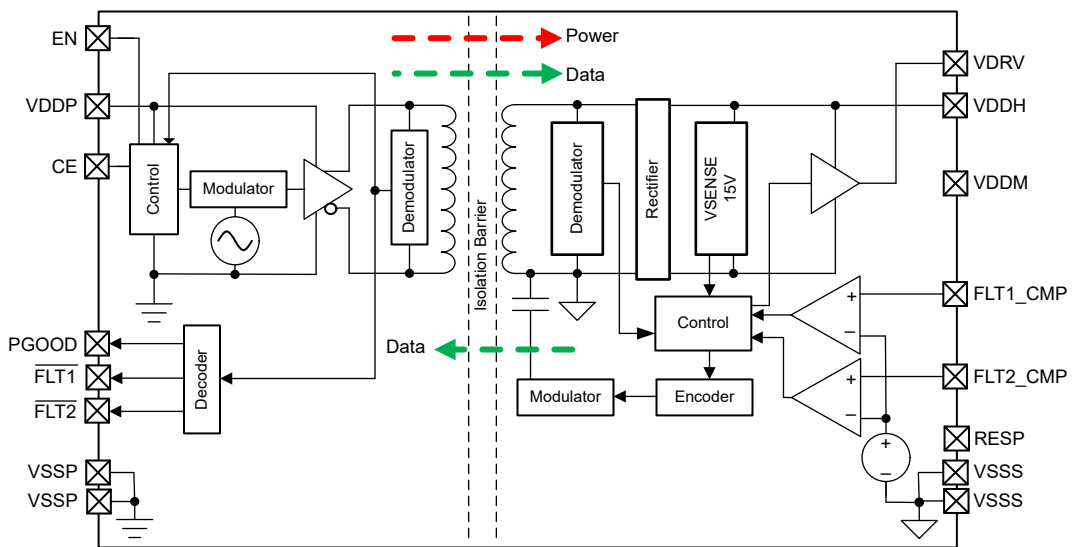 EN
VDDP
CE
PGOOD
FLT1
FLT2
VSSP
VSSP
Control
Modulator
Demodulator
Decoder
Power
Data
Isolation Barrier
Data
Demodulator
Rectifier
VSENSE
15V
Control
Modulator
Encoder
+
−
+
−
+
−
VDRV
VDDH
VDDM
FLT1_CMP
FLT2_CMP
RESP
VSSS
VSSS